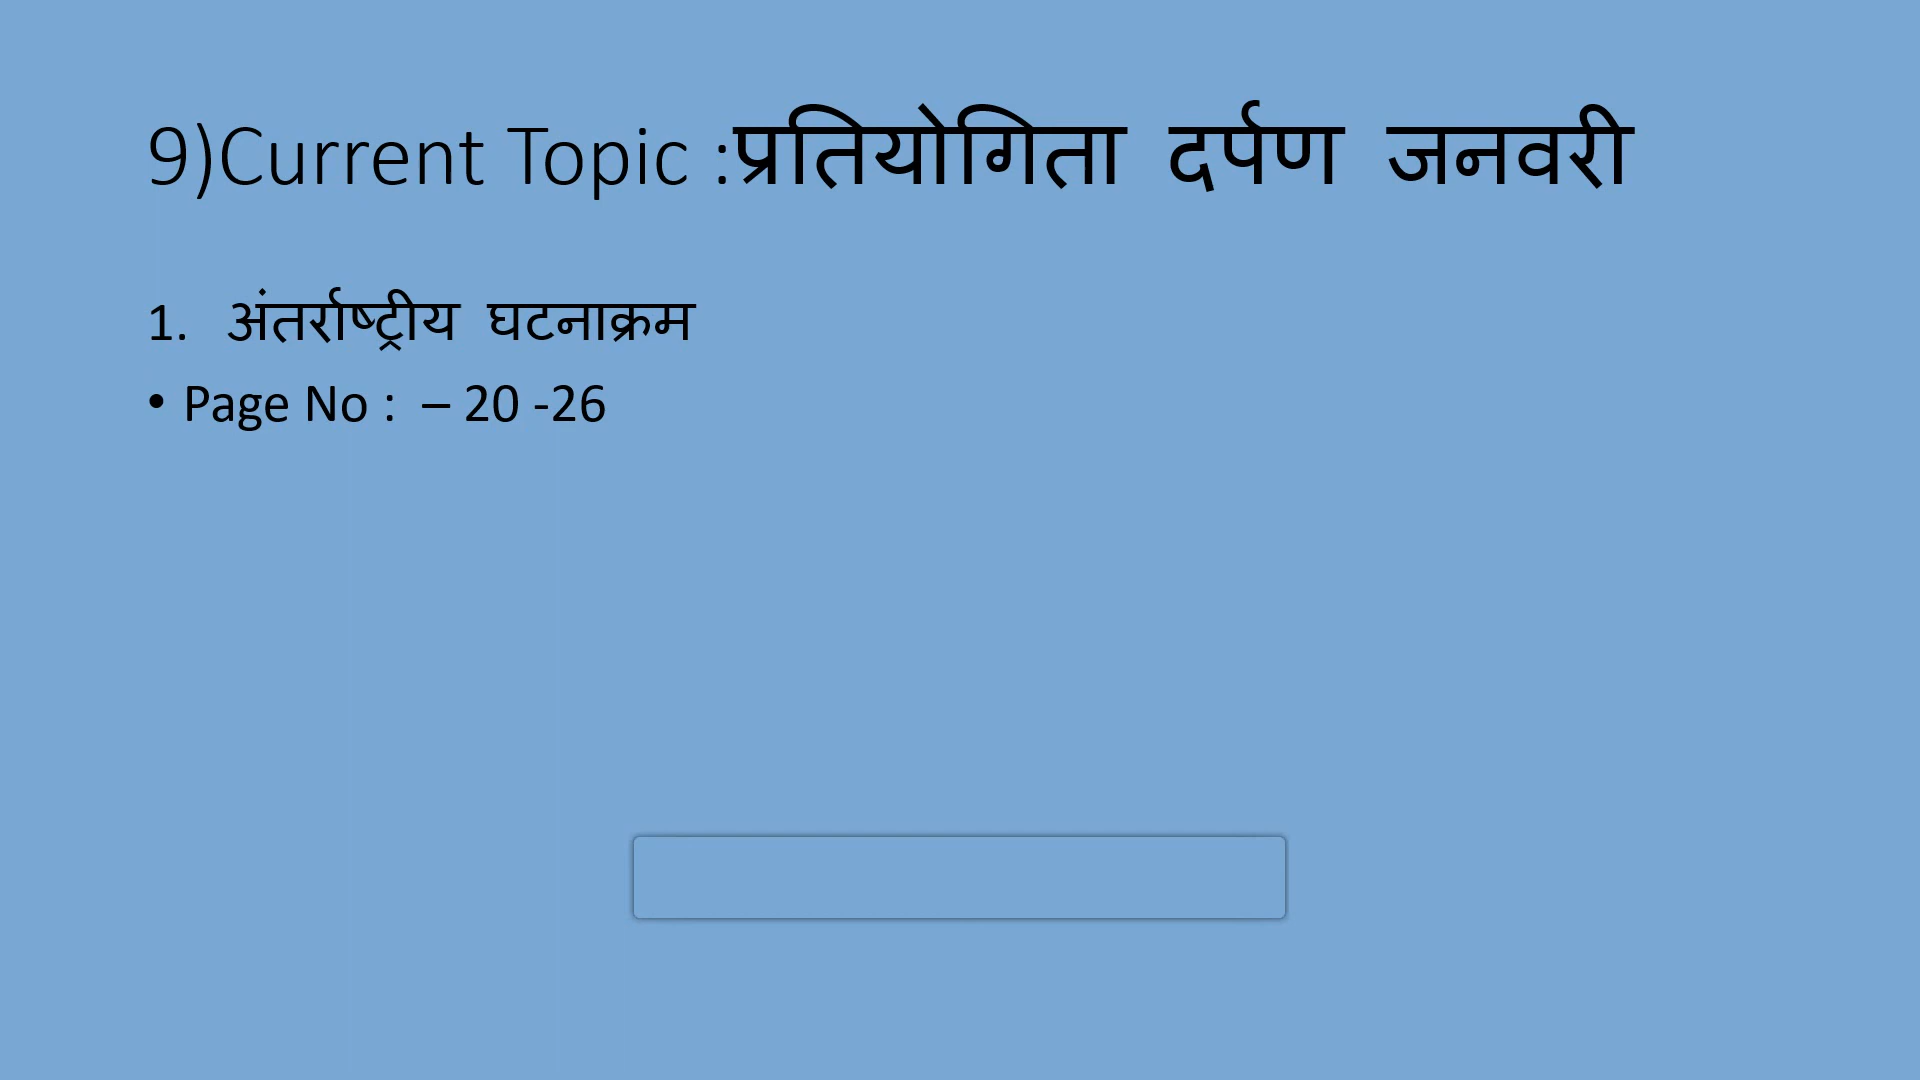 9)Current Topic :प्रतियोगिता दर्पण जनवरी
1. अंतर्राष्ट्रीय घटनाक्रम
• Page No : – 20 -26